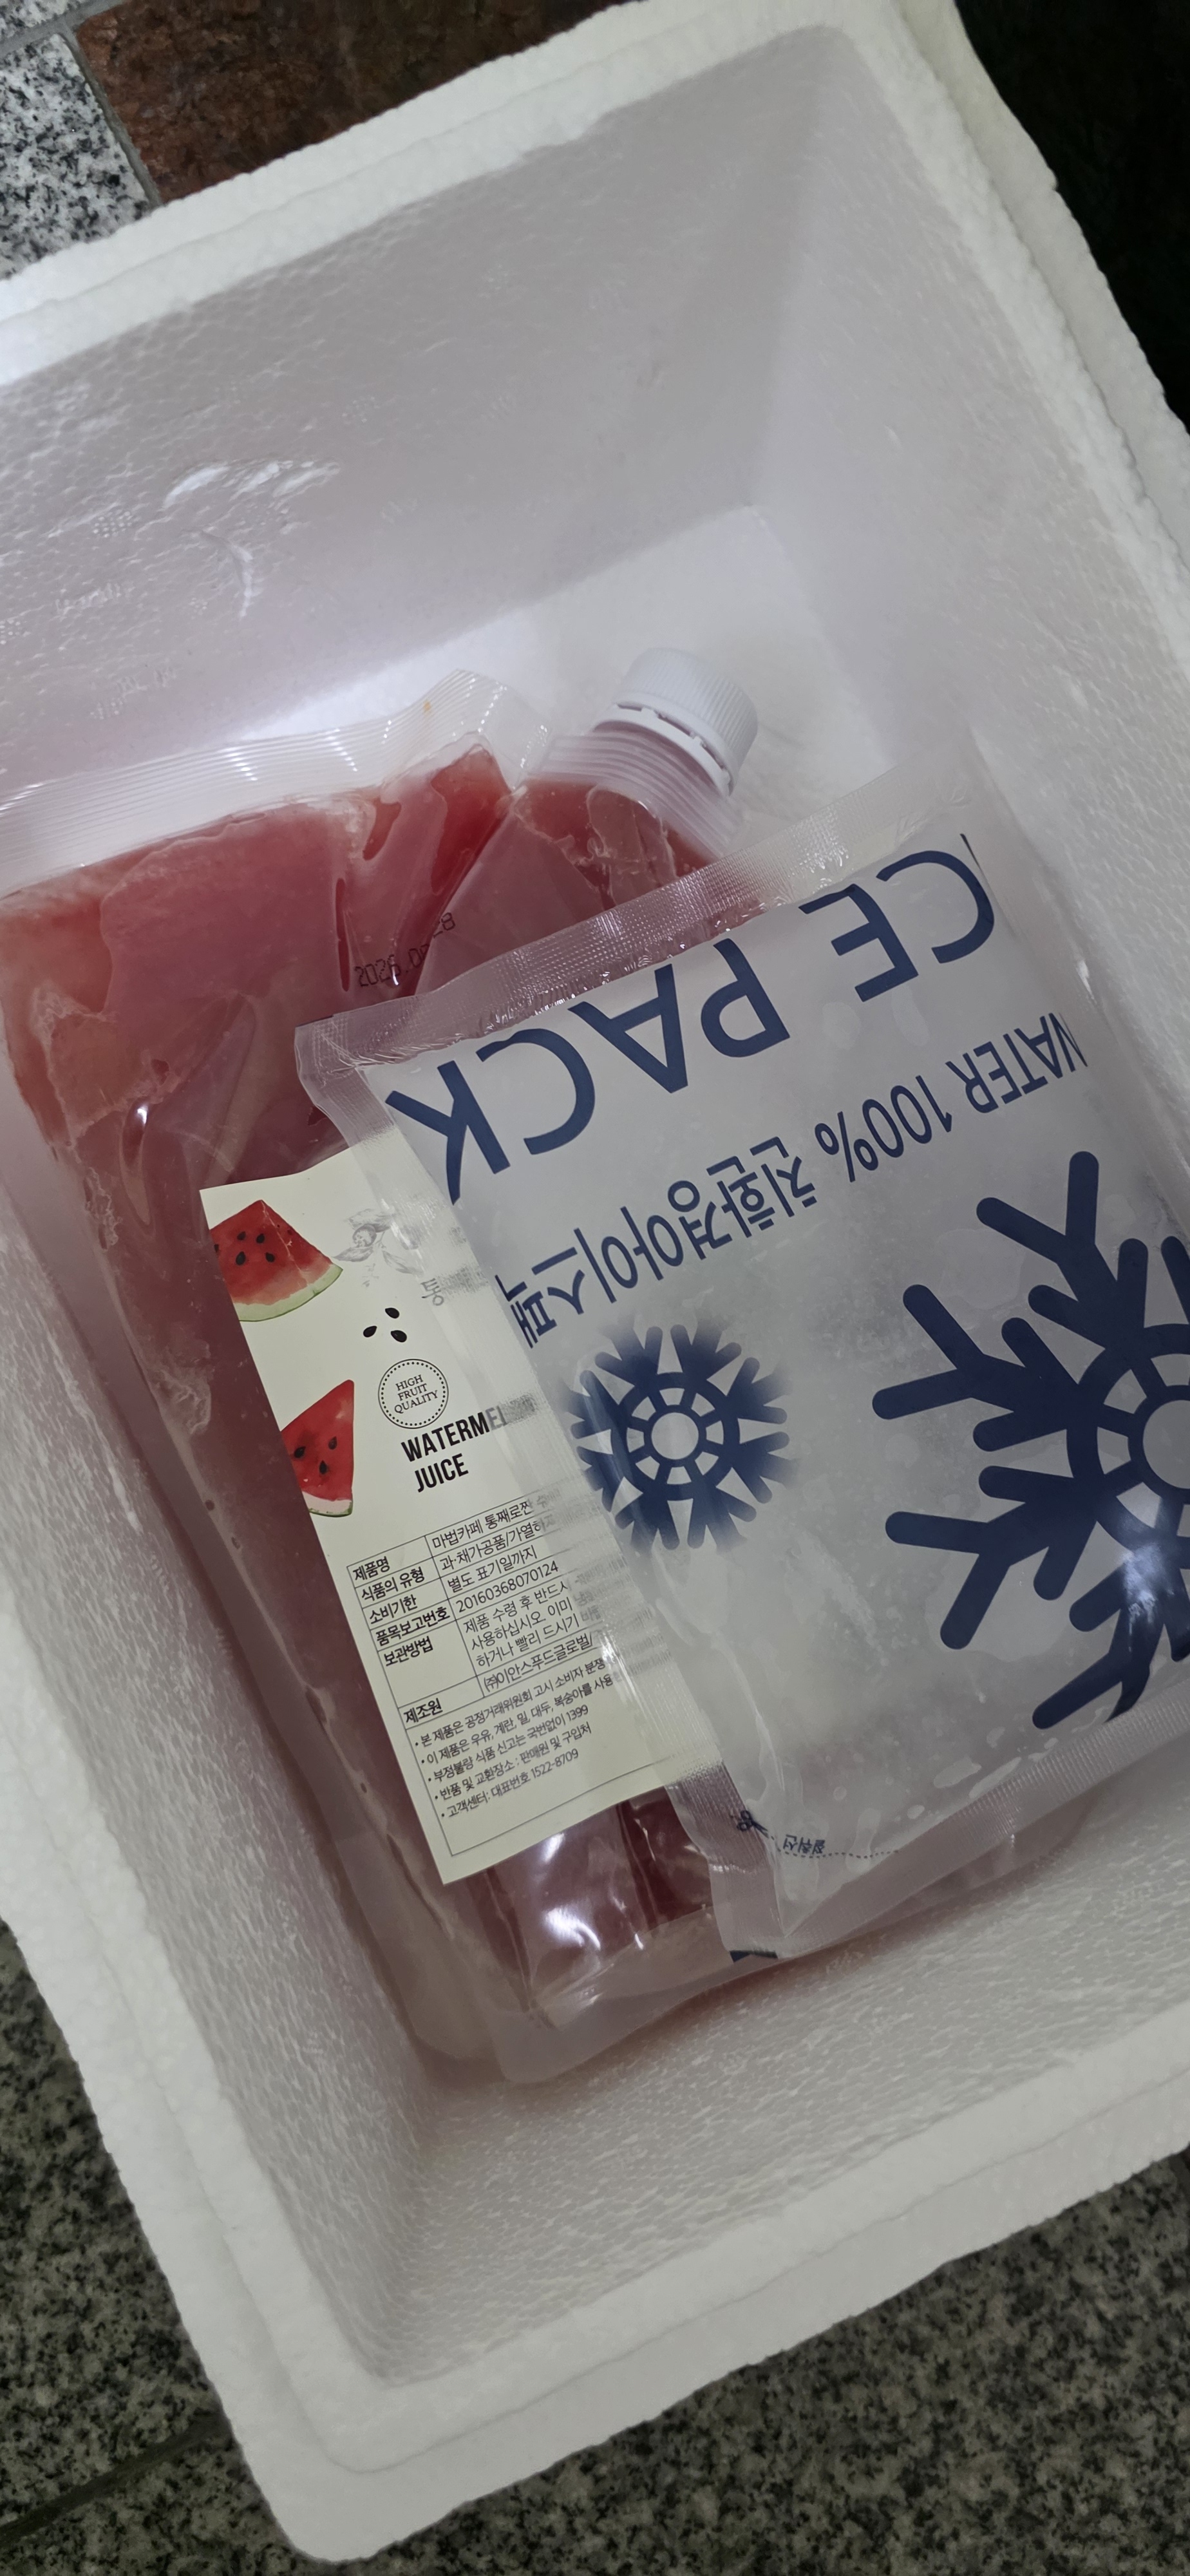 ICE PACK
WATER 100% 친환경아이스팩
HIGH
FRUIT
QUALITY
WATERMEL
JUICE
제품명 마법카페 통째로짠
식품의 유형 과·채가공품/가열하
소비기한 별도 표기일까지
품목보고번호 20160368070124
보관방법 제품 수령 후 반드시
사용하십시오. 이미
하거나 빨리 드시기
제조원 ㈜이안스푸드글로벌/
• 본 제품은 공정거래위원회 고시 소비자 분쟁
• 이 제품은 우유, 계란, 밀, 대두, 복숭아를 사용
• 부정불량 식품 신고는 국번없이 1399
• 반품 및 교환장소 : 판매원 및 구입처
• 고객센터: 대표번호 1522-8709
절취선